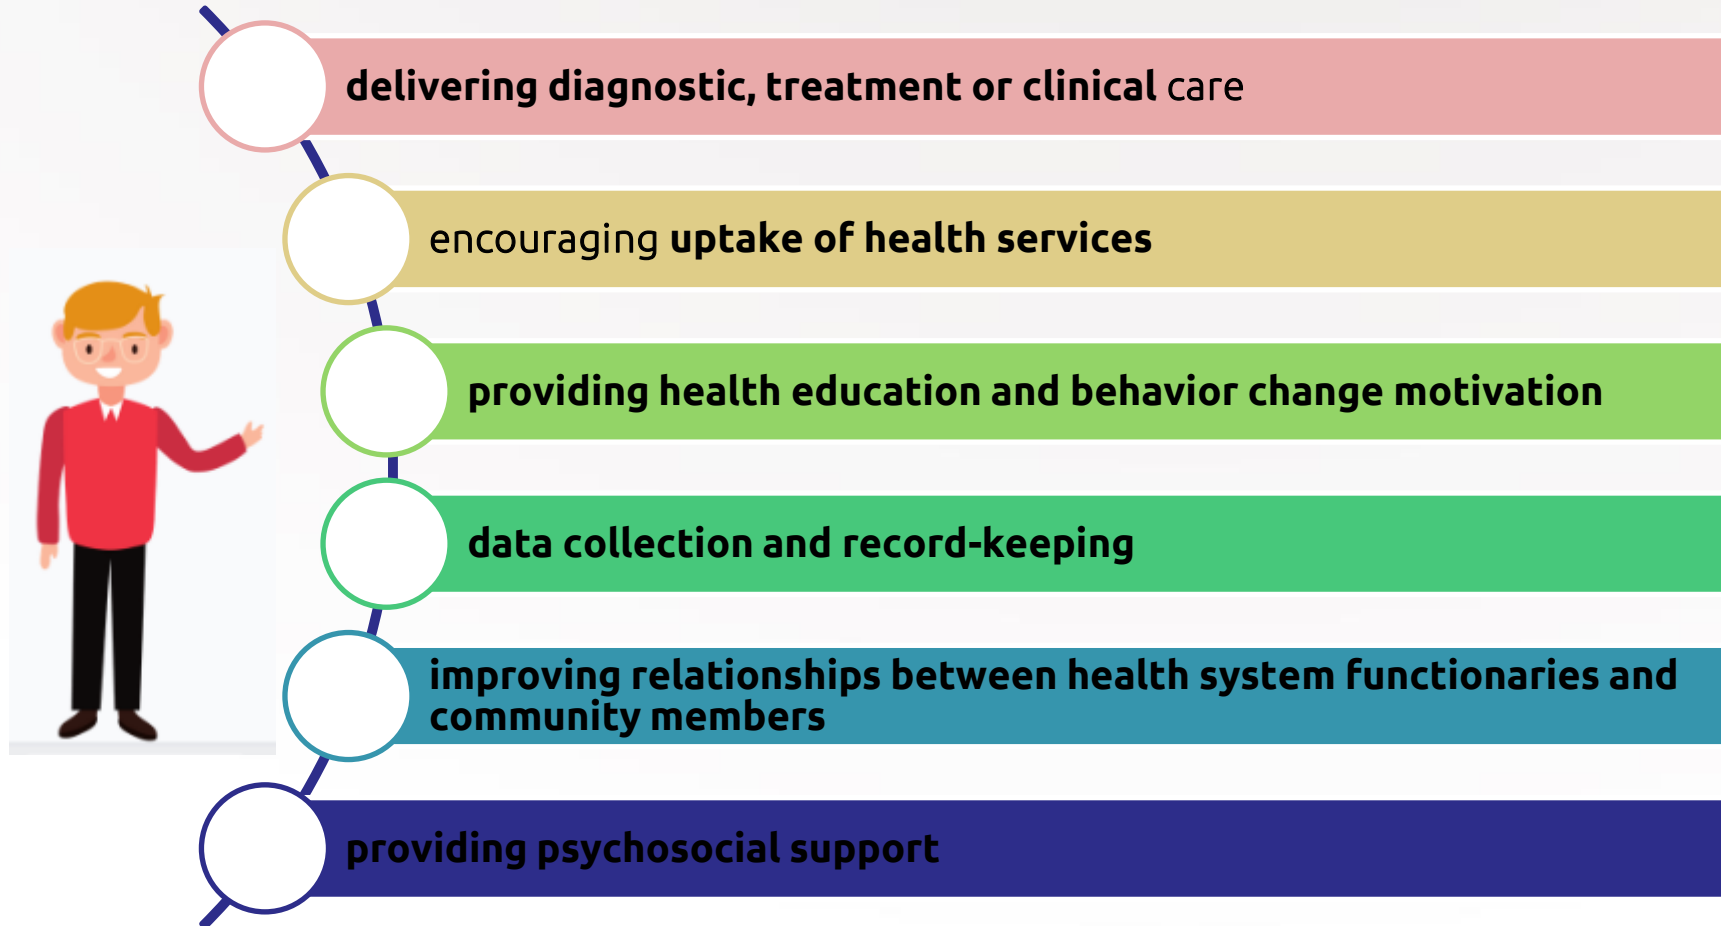 delivering diagnostic, treatment or clinical care
encouraging uptake of health services
providing health education and behavior change motivation
data collection and record-keeping
improving relationships between health system functionaries and
community members
providing psychosocial support